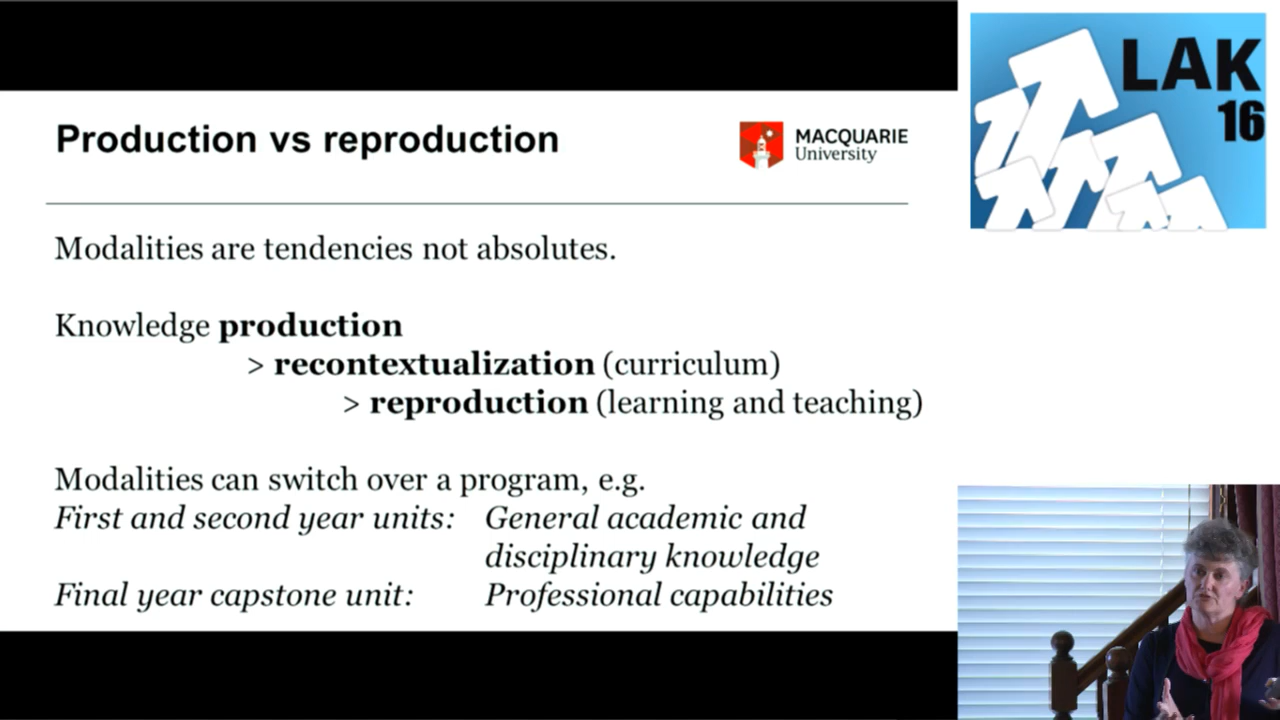 Production vs reproduction
MACQUARIE
University
LAK
16
Modalities are tendencies not absolutes.
Knowledge production
> recontextualization (curriculum)
> reproduction (learning and teaching)
Modalities can switch over a program, e.g.
First and second year units: General academic and
disciplinary knowledge
Final year capstone unit: Professional capabilities